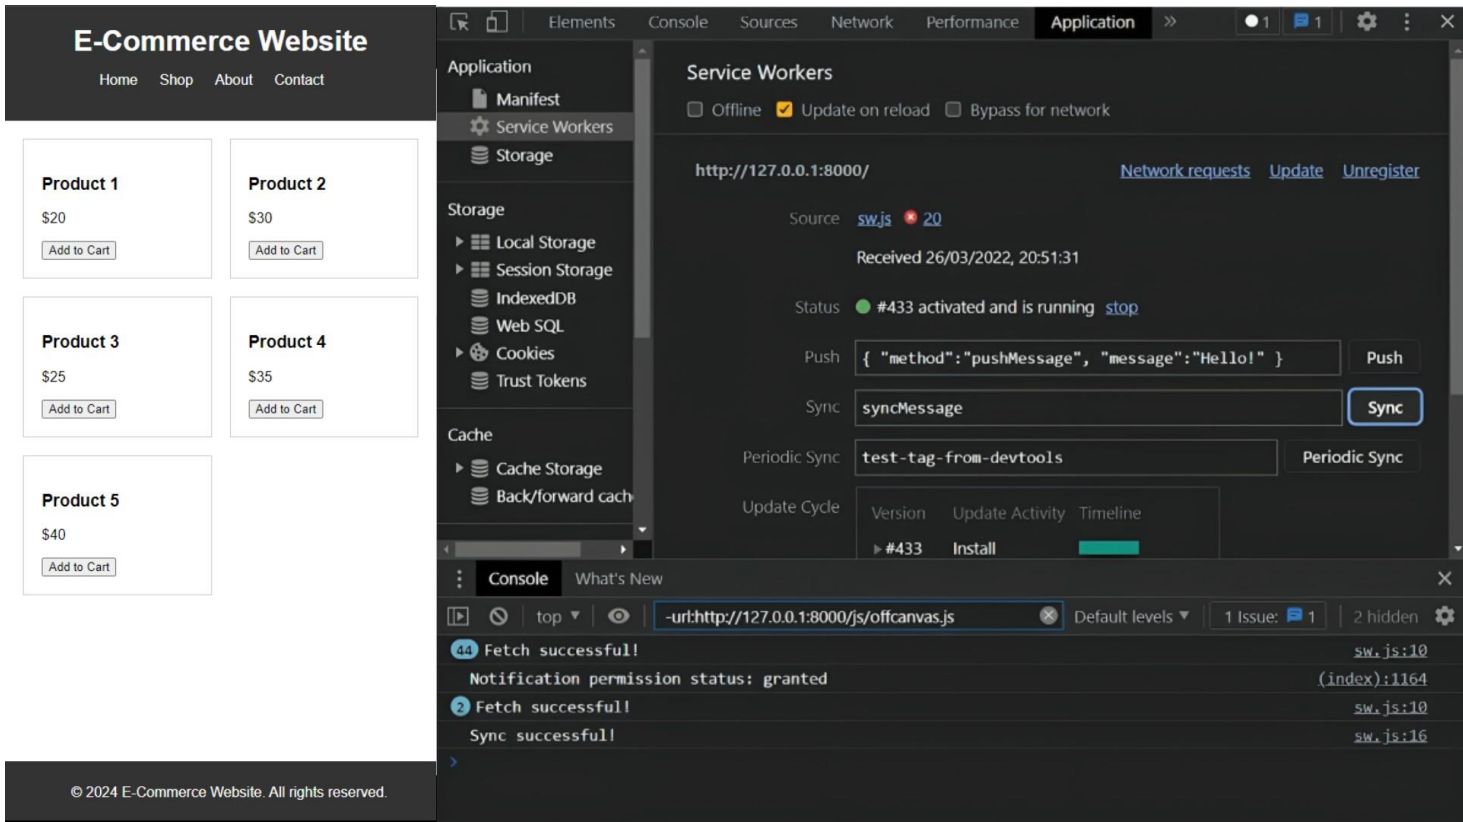 E-Commerce Website
Home Shop About Contact
Product 1
$20
Add to Cart
Product 2
$30
Add to Cart
Product 3
$25
Add to Cart
Product 4
$35
Add to Cart
Product 5
$40
Add to Cart
© 2024 E-Commerce Website. All rights reserved.
Elements Console Sources Network Performance Application » 1 1
Application
Manifest
Service Workers
Storage
Storage
Local Storage
Session Storage
IndexedDB
Web SQL
Cookies
Trust Tokens
Cache
Cache Storage
Back/forward cach
Service Workers
Offline Update on reload Bypass for network
http://127.0.0.1:8000/ Network requests Update Unregister
Source sw.js 20
Received 26/03/2022, 20:51:31
Status #433 activated and is running stop
Push { "method":"pushMessage", "message":"Hello!" } Push
Sync syncMessage Sync
Periodic Sync test-tag-from-devtools Periodic Sync
Update Cycle Version Update Activity Timeline
#433 Install
Console What's New
top -url:http://127.0.0.1:8000/js/offcanvas.js Default levels 1 Issue: 1 2 hidden
44 Fetch successful! sw.js:10
Notification permission status: granted (index):1164
2 Fetch successful! sw.js:10
Sync successful! sw.js:16